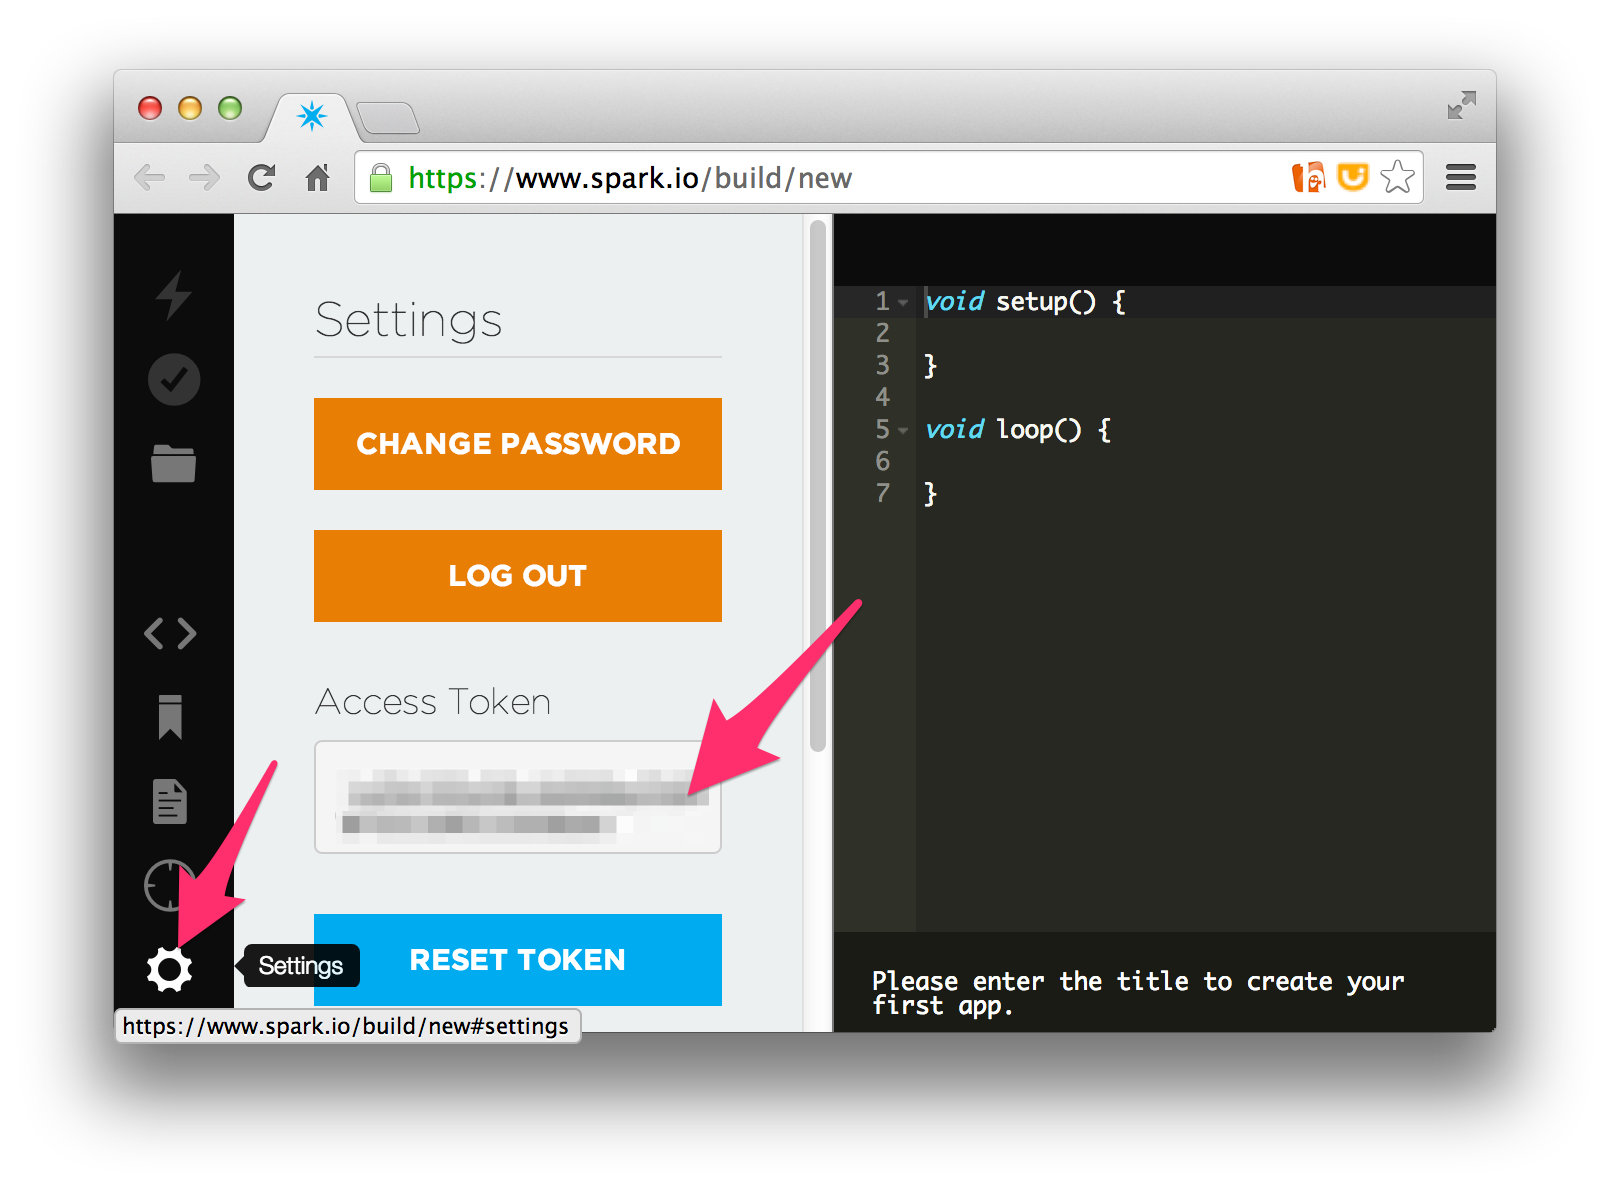 https://www.spark.io/build/new
Settings
CHANGE PASSWORD
LOG OUT
Access Token
RESET TOKEN
Settings
https://www.spark.io/build/new#settings
1 void setup() {
2
3 }
4
5 void loop() {
6
7 }
Please enter the title to create your
first app.